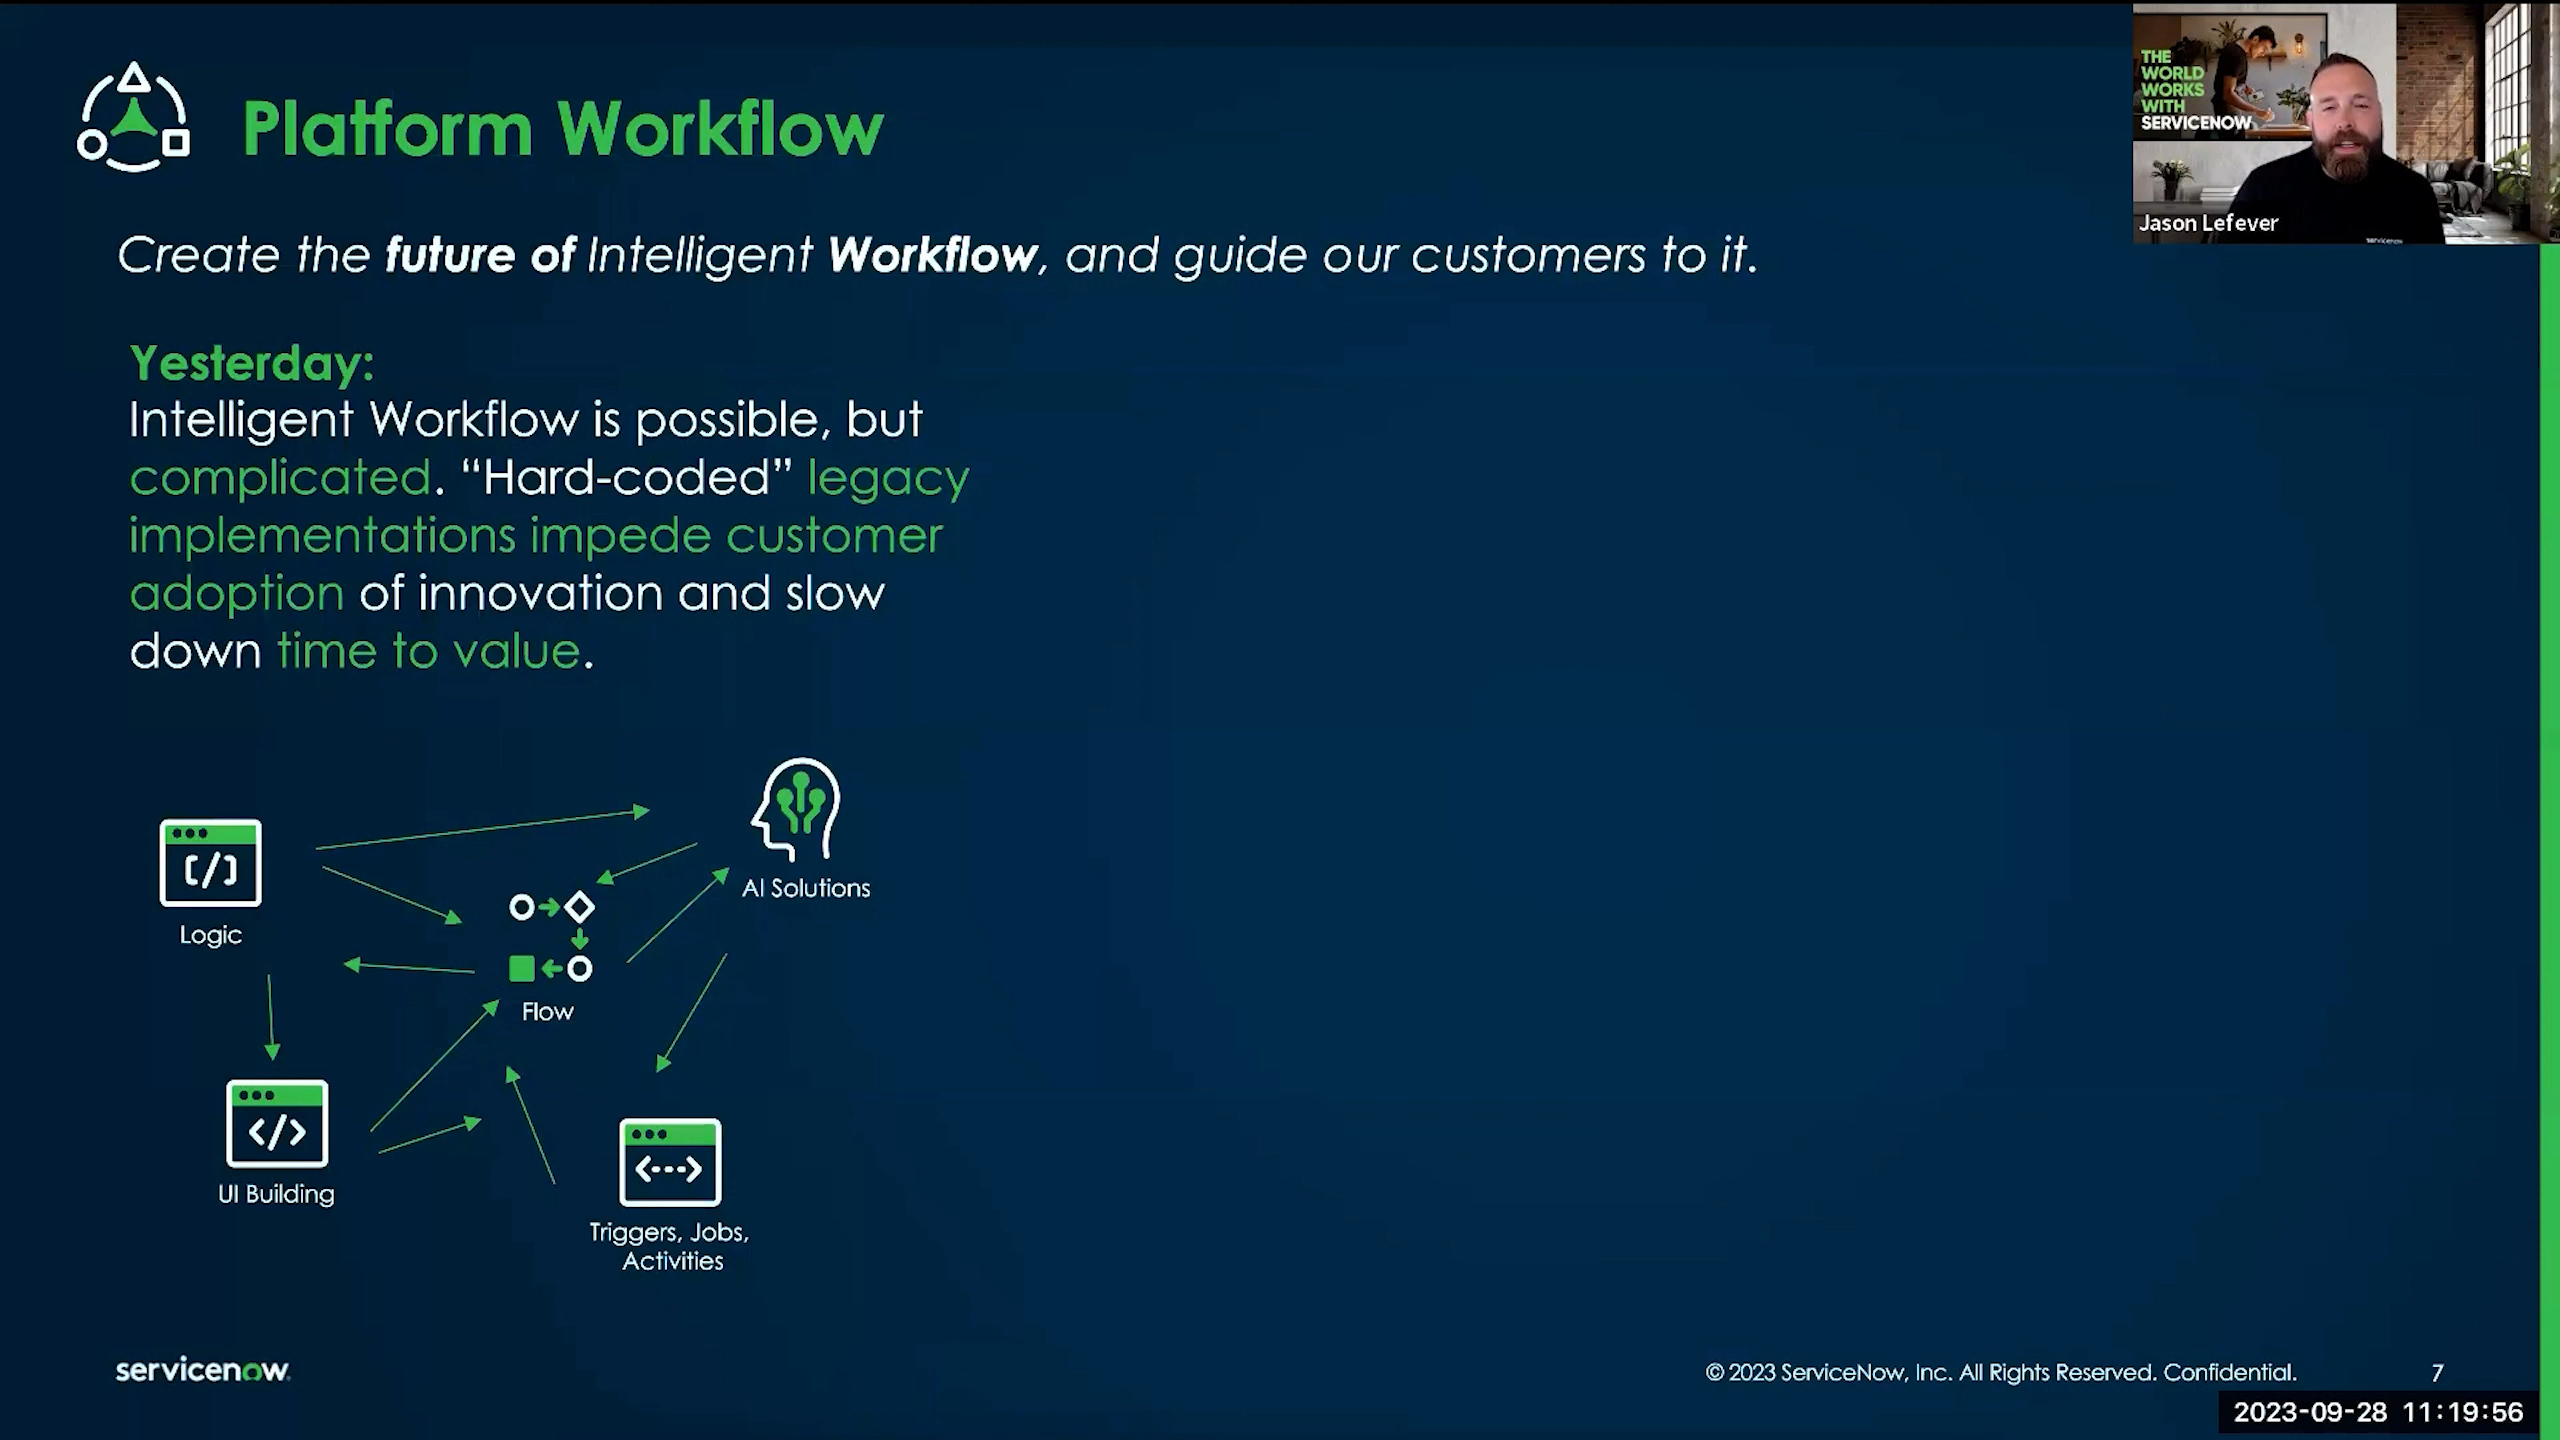 Platform Workflow
THE
WORLD
WORKS
WITH
SERVICENOW
Jason Lefever
servicenow
Create the future of Intelligent Workflow, and guide our customers to it.
Yesterday:
Intelligent Workflow is possible, but
complicated. “Hard-coded” legacy
implementations impede customer
adoption of innovation and slow
down time to value.
Logic
AI Solutions
Flow
UI Building
Triggers, Jobs,
Activities
servicenow
© 2023 ServiceNow, Inc. All Rights Reserved. Confidential.
7
2023-09-28 11:19:56